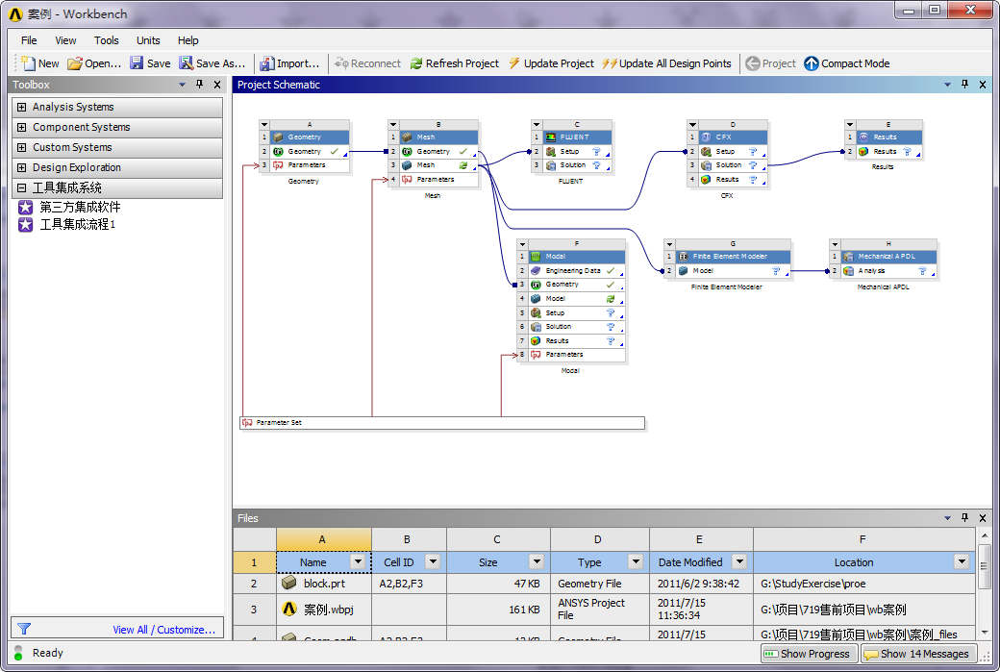 案例 - Workbench
File View Tools Units Help
New Open... Save Save As... Import... Reconnect Refresh Project Update Project Update All Design Points Project Compact Mode
Toolbox
Analysis Systems
Component Systems
Custom Systems
Design Exploration
工具集成系统
第三方集成软件
工具集成流程1
View All / Customize...
Project Schematic
A
1 Geometry
2 Geometry
3 Parameters
Geometry
B
1 Mesh
2 Geometry
3 Mesh
4 Parameters
Mesh
C
1 FLUENT
2 Setup
3 Solution
FLUENT
D
1 CFX
2 Setup
3 Solution
4 Results
CFX
E
1 Results
2 Results
Results
F
1 Modal
2 Engineering Data
3 Geometry
4 Model
5 Setup
6 Solution
7 Results
8 Parameters
Modal
G
1 Finite Element Modeler
2 Model
Finite Element Modeler
H
1 Mechanical APDL
2 Analysis
Mechanical APDL
Parameter Set
Files
A B C D E F
1 Name Cell ID Size Type Date Modified Location
2 block.prt A2,B2,F3 47 KB Geometry File 2011/6/2 9:38:42 G:\StudyExercise\proe
3 案例.wbpj 161 KB ANSYS Project File 2011/7/15 11:36:34 G:\项目\719售前项目\wb案例
2011/7/15 G:\项目\719售前项目\wb案例\案例_files
Ready
Show Progress Show 14 Messages